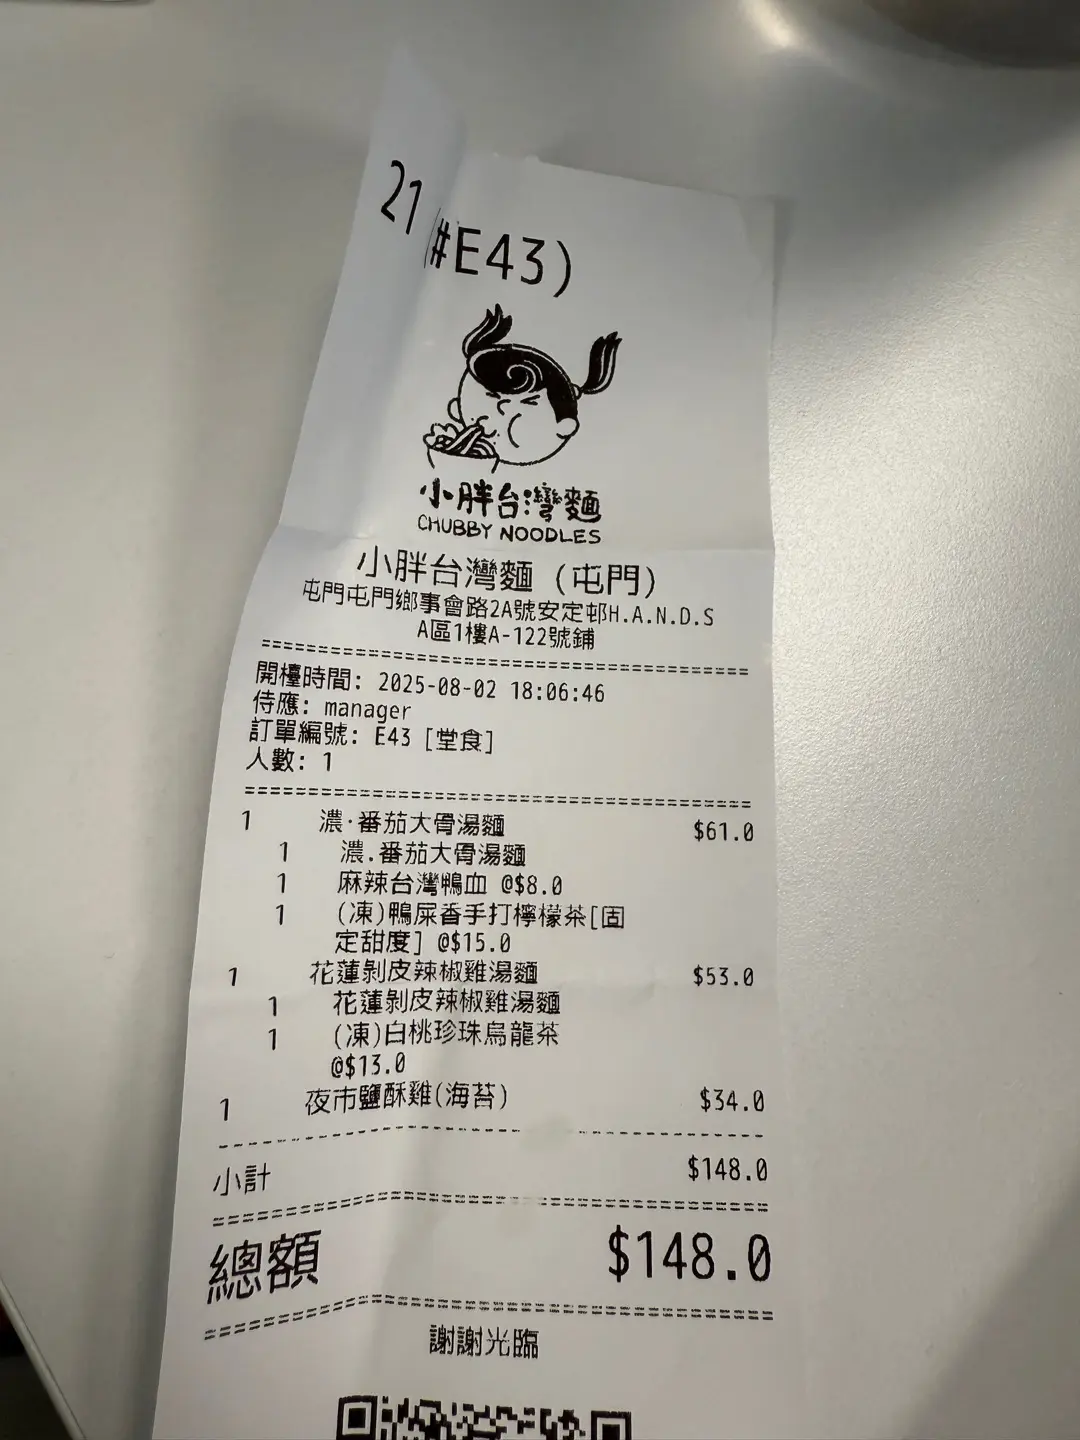 21 (#E43)
小胖台灣麵
CHUBBY NOODLES
小胖台灣麵 (屯門)
屯門屯門鄉事會路2A號安定邨H.A.N.D.S
A區1樓A-122號鋪
開檯時間: 2025-08-02 18:06:46
侍應: manager
訂單編號: E43 [堂食]
人數: 1
1 濃·番茄大骨湯麵 $61.0
1 濃.番茄大骨湯麵
1 麻辣台灣鴨血 @$8.0
1 (凍)鴨屎香手打檸檬茶[固
定甜度] @$15.0
1 花蓮剝皮辣椒雞湯麵 $53.0
1 花蓮剝皮辣椒雞湯麵
1 (凍)白桃珍珠烏龍茶
@$13.0
1 夜市鹽酥雞(海苔) $34.0
小計 $148.0
總額 $148.0
謝謝光臨